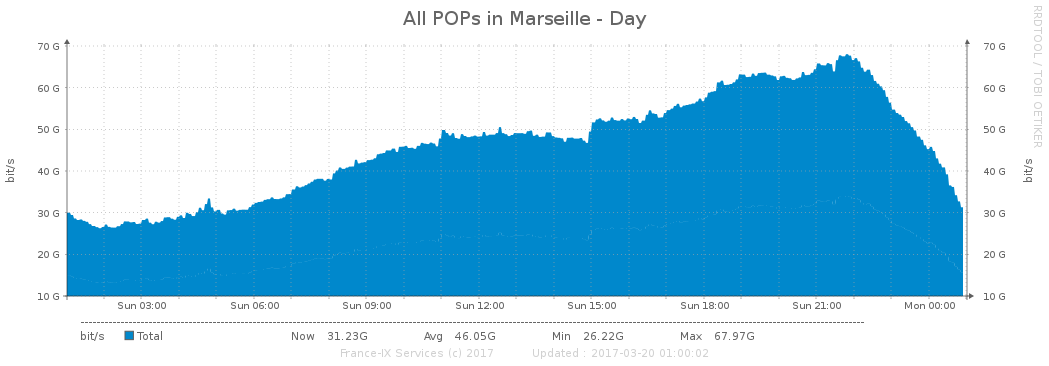 All POPs in Marseille - Day
RRDTOOL / TOBI OETIKER
70 G 70 G
60 G 60 G
50 G 50 G
40 G 40 G
30 G 30 G
20 G 20 G
10 G 10 G
bit/s
bit/s
Sun 03:00 Sun 06:00 Sun 09:00 Sun 12:00 Sun 15:00 Sun 18:00 Sun 21:00 Mon 00:00
bit/s Total Now 31.23G Avg 46.05G Min 26.22G Max 67.97G
France-IX Services (c) 2017 Updated : 2017-03-20 01:00:02